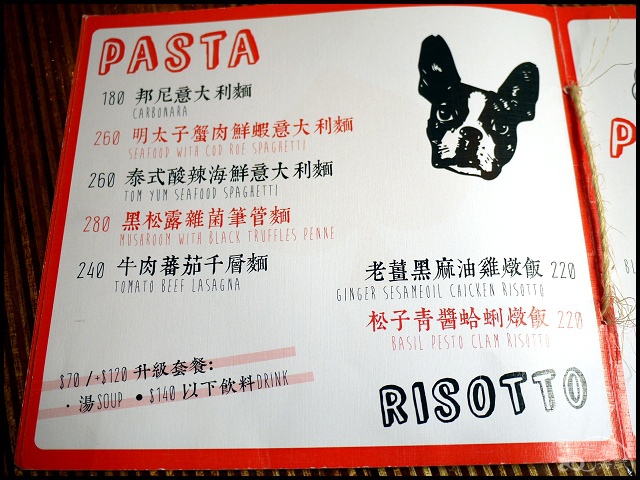 PASTA
180 邦尼意大利麵
CARBONARA
260 明太子蟹肉鮮蝦意大利麵
SEAFOOD WITH COD ROE SPAGHETTI
260 泰式酸辣海鮮意大利麵
TOM YUM SEAFOOD SPAGHETTI
280 黑松露雜菌筆管麵
MUSHROOM WITH BLACK TRUFFLES PENNE
240 牛肉蕃茄千層麵
TOMATO BEEF LASAGNA
老薑黑麻油雞燉飯 220
GINGER SESAMEOIL CHICKEN RISOTTO
松子青醬蛤蜊燉飯 220
BASIL PESTO CLAM RISOTTO
RISOTTO
$70 /+$120 升級套餐:
· 湯SOUP ● $140 以下飲料DRINK
P